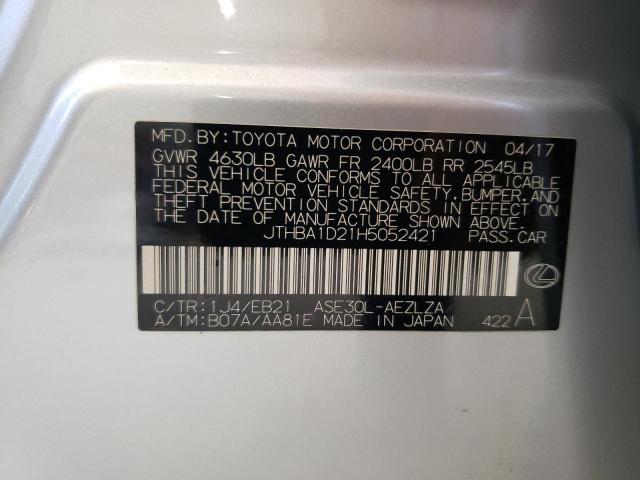 MFD. BY: TOYOTA MOTOR CORPORATION 04/17
GVWR 4630LB GAWR FR 2400LB RR 2545LB
THIS VEHICLE CONFORMS TO ALL APPLICABLE
FEDERAL MOTOR VEHICLE SAFETY, BUMPER, AND
THEFT PREVENTION STANDARDS IN EFFECT ON
THE DATE OF MANUFACTURE SHOWN ABOVE.
JTHBA1D21H5052421 PASS.CAR
C/TR: 1J4/EB21 ASE30L-AEZLZA
A/TM: B07A/AA81E MADE IN JAPAN 422 A